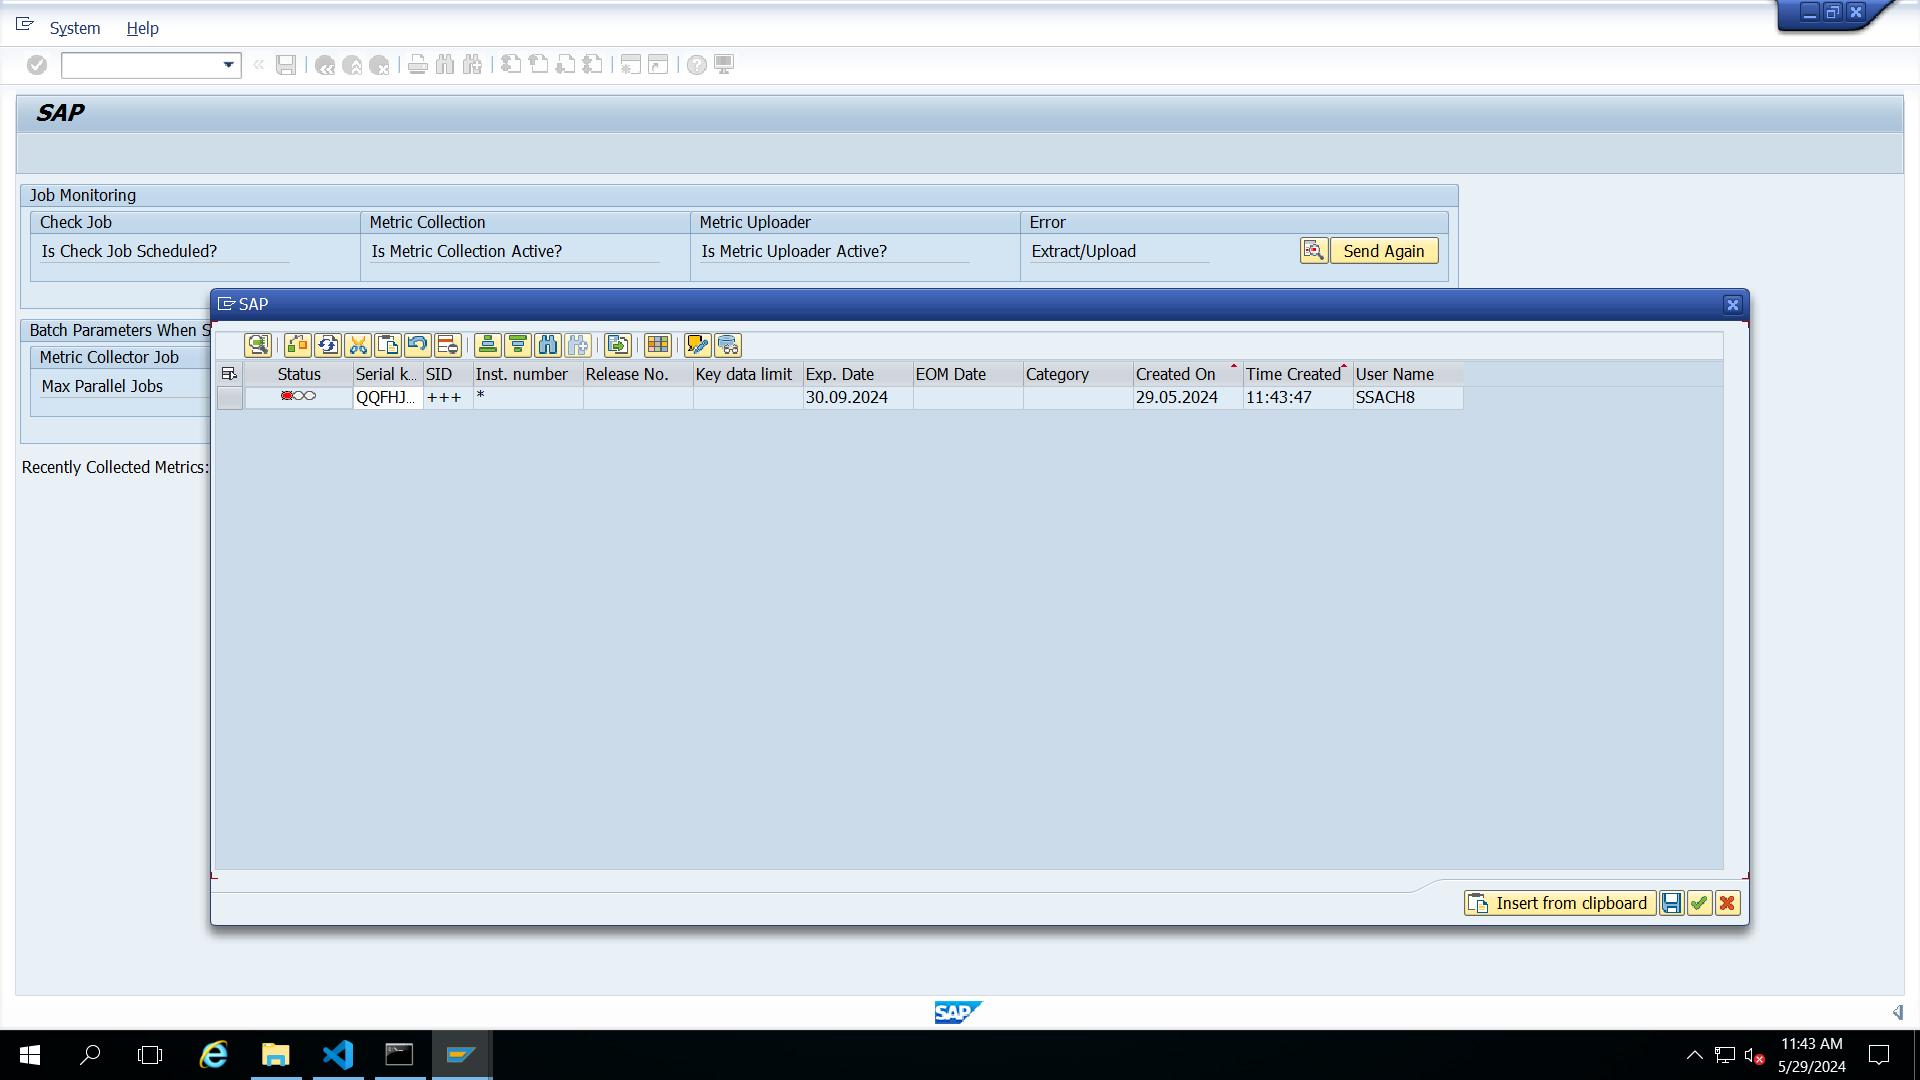 System Help
SAP
Job Monitoring
Check Job Metric Collection Metric Uploader Error
Is Check Job Scheduled? Is Metric Collection Active? Is Metric Uploader Active? Extract/Upload Send Again
Batch Parameters When S
Metric Collector Job
Max Parallel Jobs
Recently Collected Metrics:
SAP
Status Serial k.. SID Inst. number Release No. Key data limit Exp. Date EOM Date Category Created On Time Created User Name
QQFHJ... +++ * 30.09.2024 29.05.2024 11:43:47 SSACH8
Insert from clipboard
SAP
11:43 AM
5/29/2024